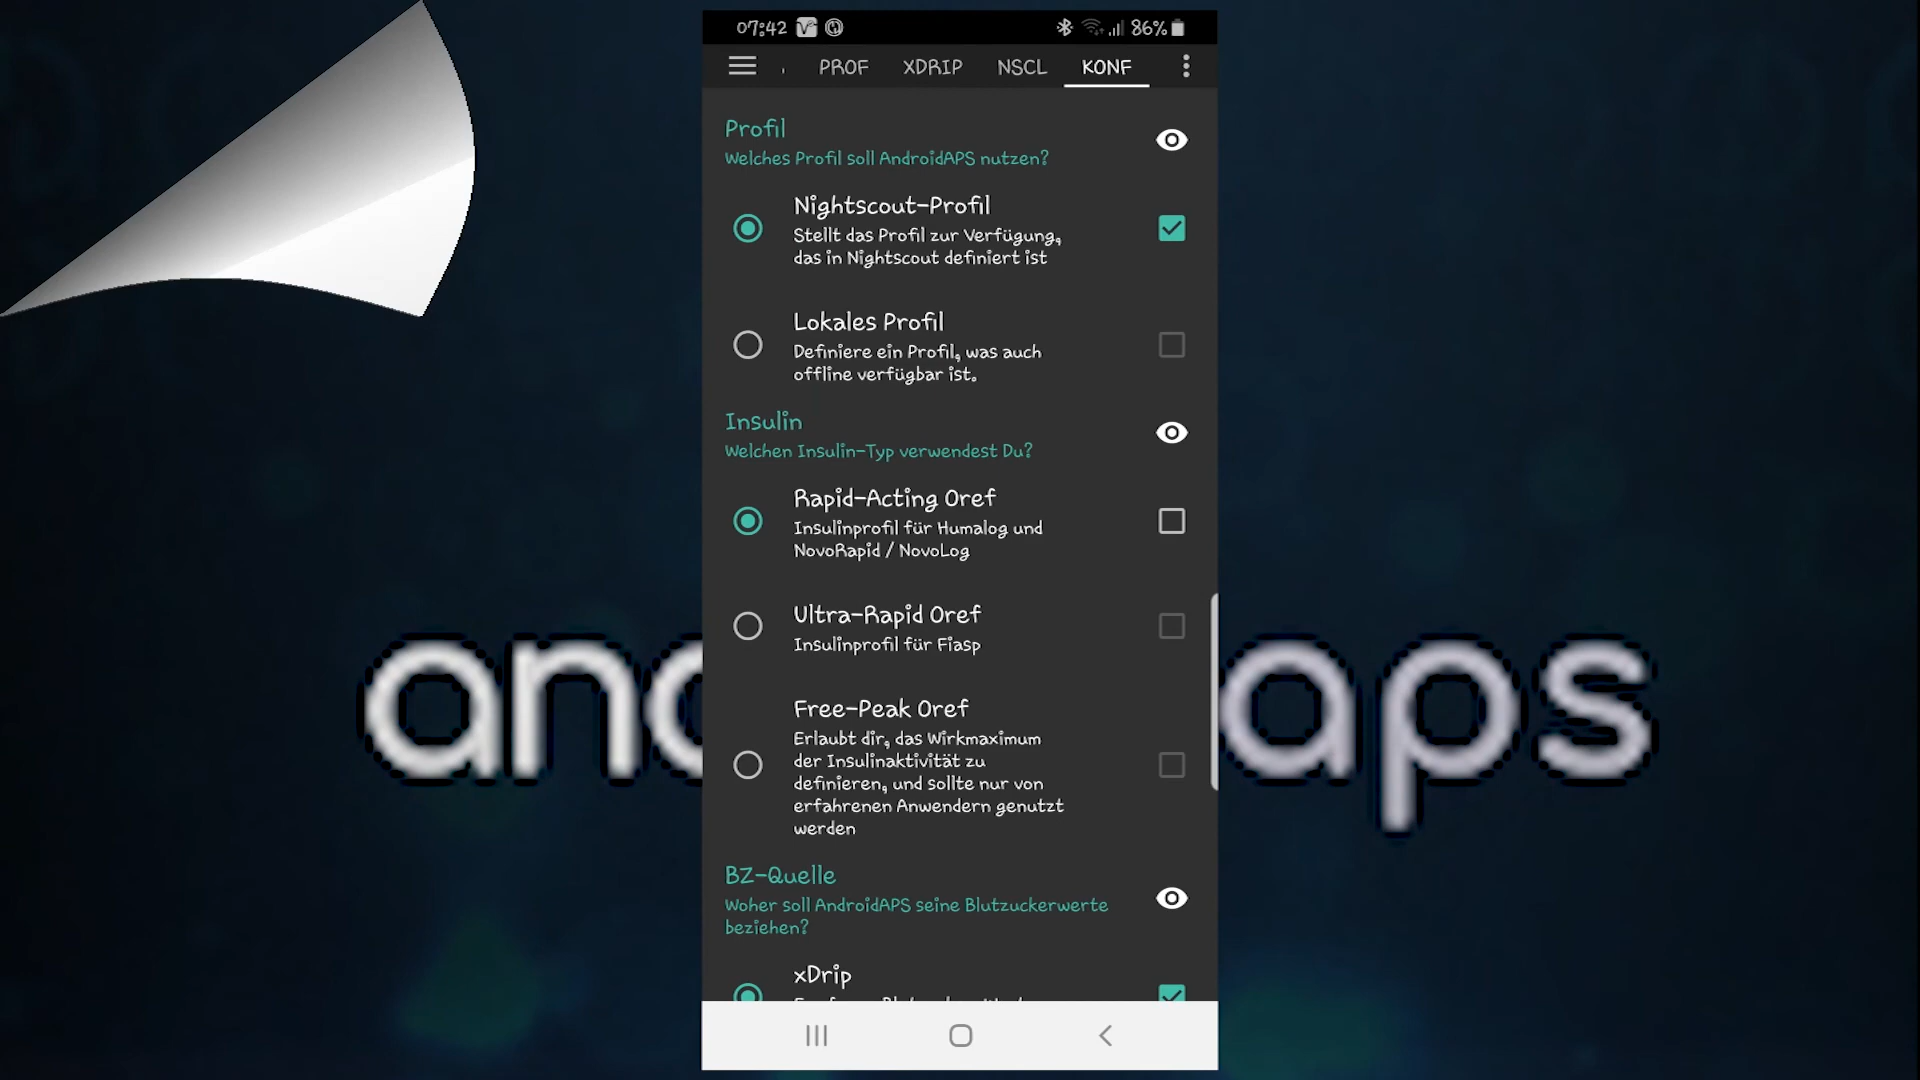 07:42
86%
PROF XDRIP NSCL KONF
Profil
Welches Profil soll AndroidAPS nutzen?
Nightscout-Profil
Stellt das Profil zur Verfügung,
das in Nightscout definiert ist
Lokales Profil
Definiere ein Profil, was auch
offline verfügbar ist.
Insulin
Welchen Insulin-Typ verwendest Du?
Rapid-Acting Oref
Insulinprofil für Humalog und
NovoRapid / NovoLog
Ultra-Rapid Oref
Insulinprofil für Fiasp
Free-Peak Oref
Erlaubt dir, das Wirkmaximum
der Insulinaktivität zu
definieren, und sollte nur von
erfahrenen Anwendern genutzt
werden
BZ-Quelle
Woher soll AndroidAPS seine Blutzuckerwerte
beziehen?
xDrip
aps